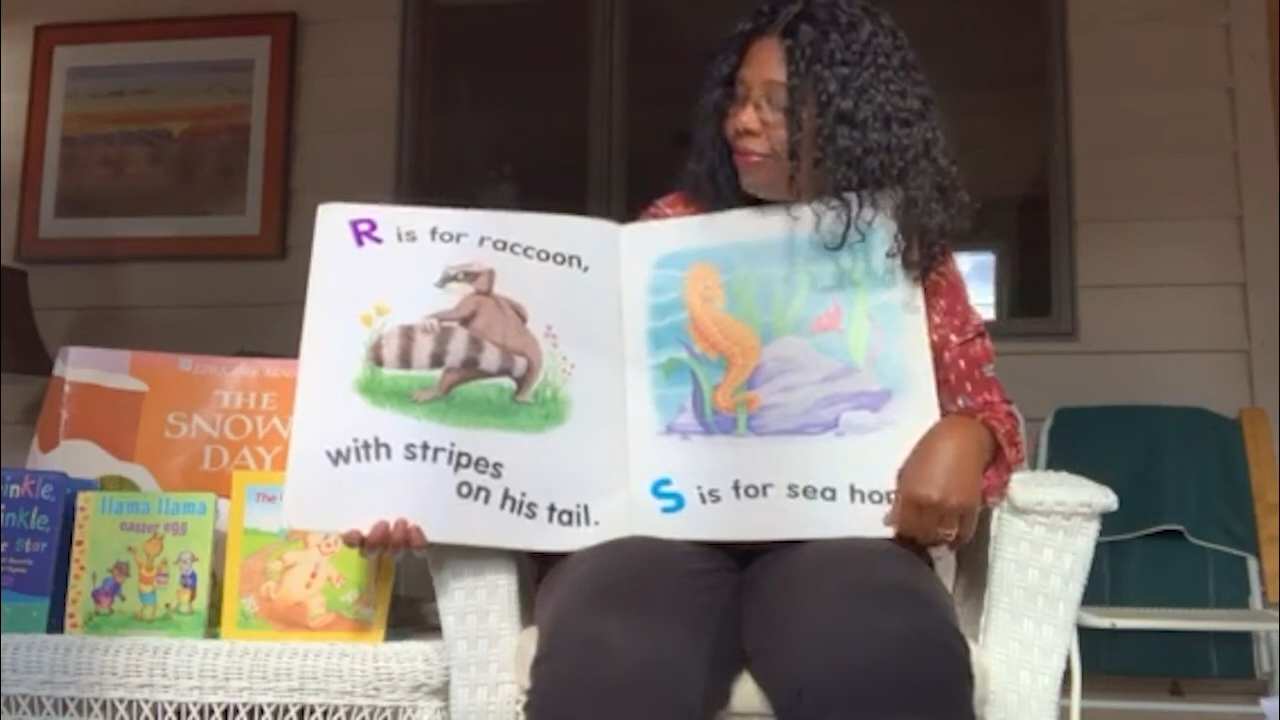 R is for raccoon,
with stripes
on his tail.
S is for sea
THE
SNOW
DAY
llama llama
easter egg
The